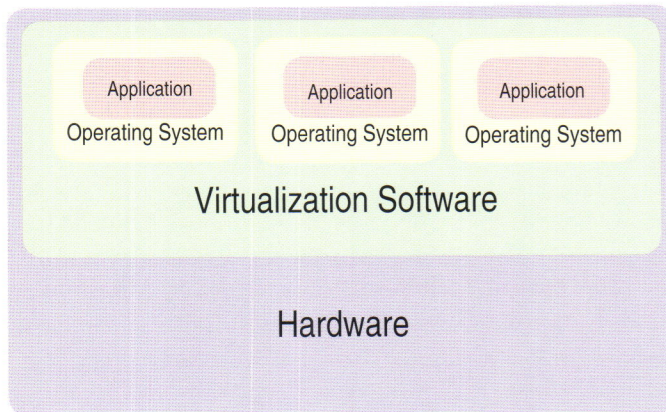 Application Application Application
Operating System Operating System Operating System
Virtualization Software
Hardware